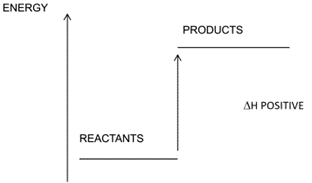 ENERGY
PRODUCTS
ΔH POSITIVE
REACTANTS